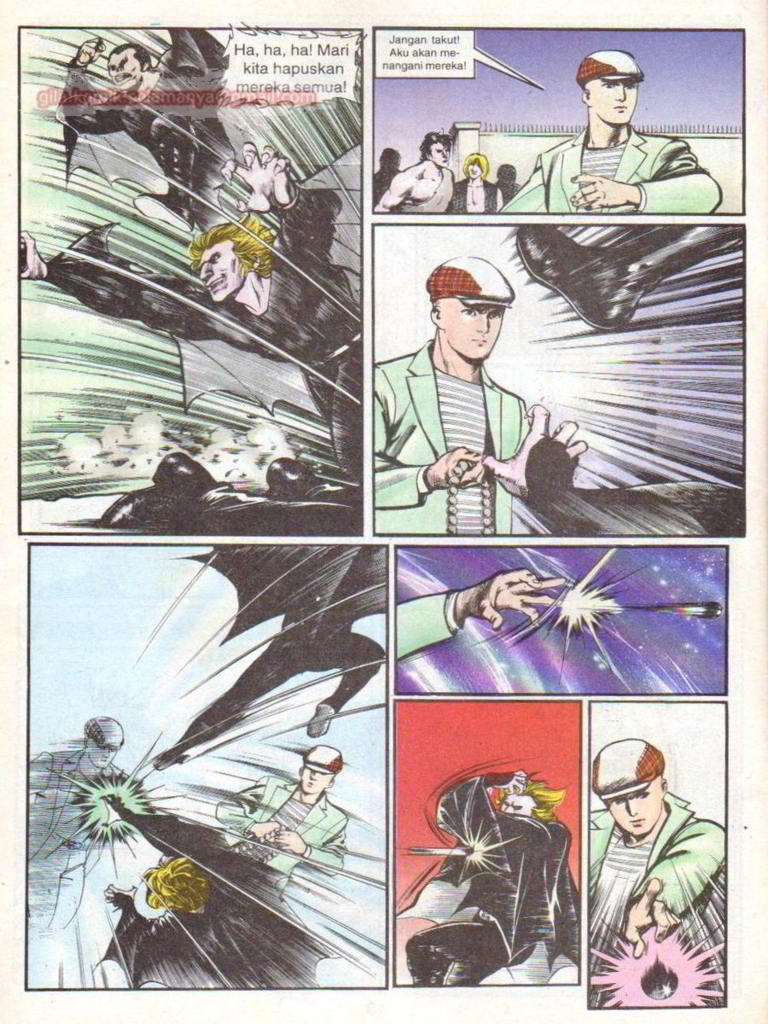 Ha, ha, ha! Mari
kita hapuskan
mereka semua!
Jangan takut!
Aku akan me-
nangani mereka!